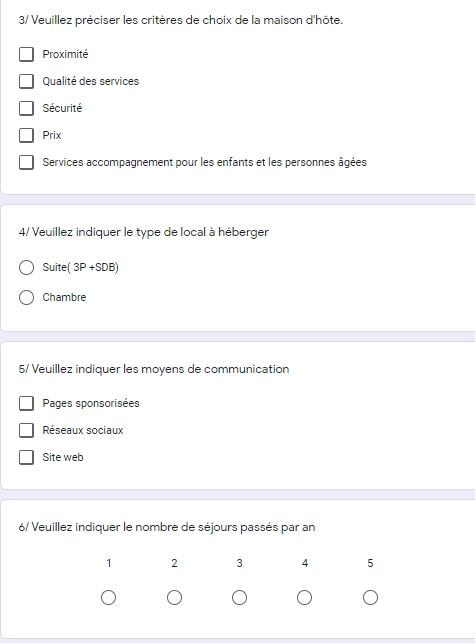 3/ Veuillez préciser les critères de choix de la maison d'hôte.
Proximité
Qualité des services
Sécurité
Prix
Services accompagnement pour les enfants et les personnes âgées
4/ Veuillez indiquer le type de local à héberger
Suite( 3P +SDB)
Chambre
5/ Veuillez indiquer les moyens de communication
Pages sponsorisées
Réseaux sociaux
Site web
6/ Veuillez indiquer le nombre de séjours passés par an
1 2 3 4 5